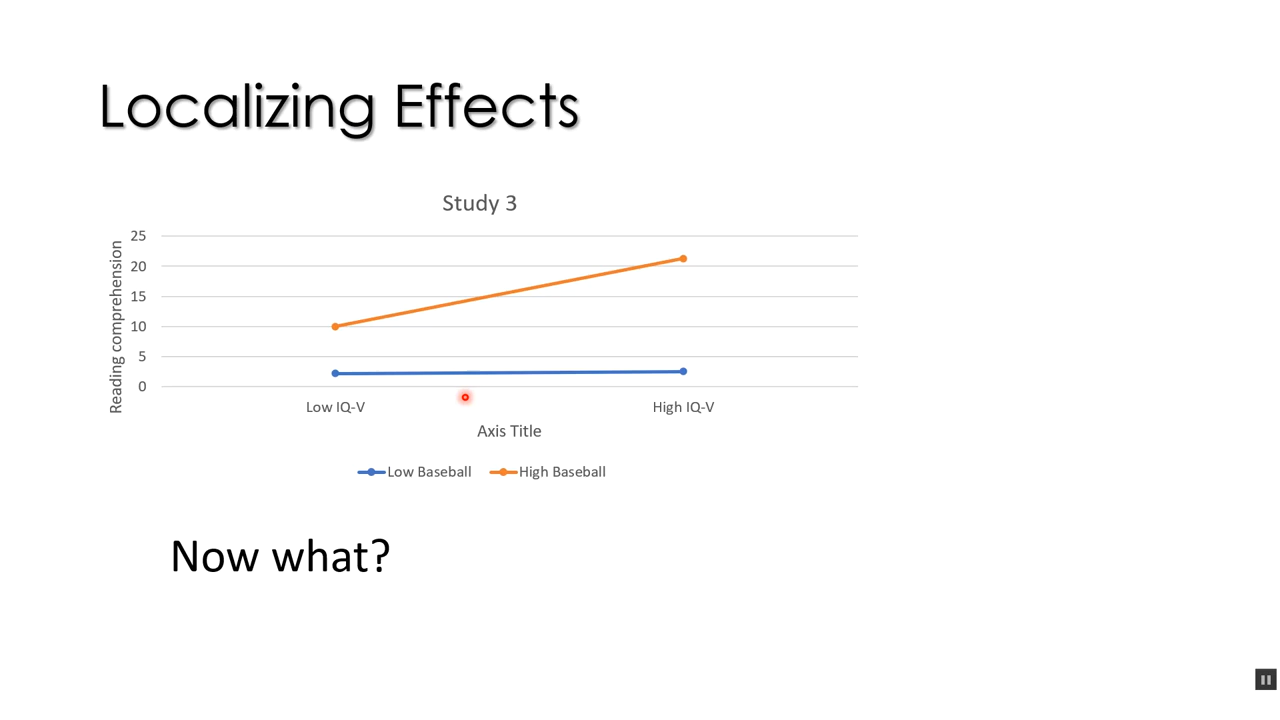 Localizing Effects
Study 3
Reading comprehension
25
20
15
10
5
0
Low IQ-V High IQ-V
Axis Title
Low Baseball High Baseball
Now what?